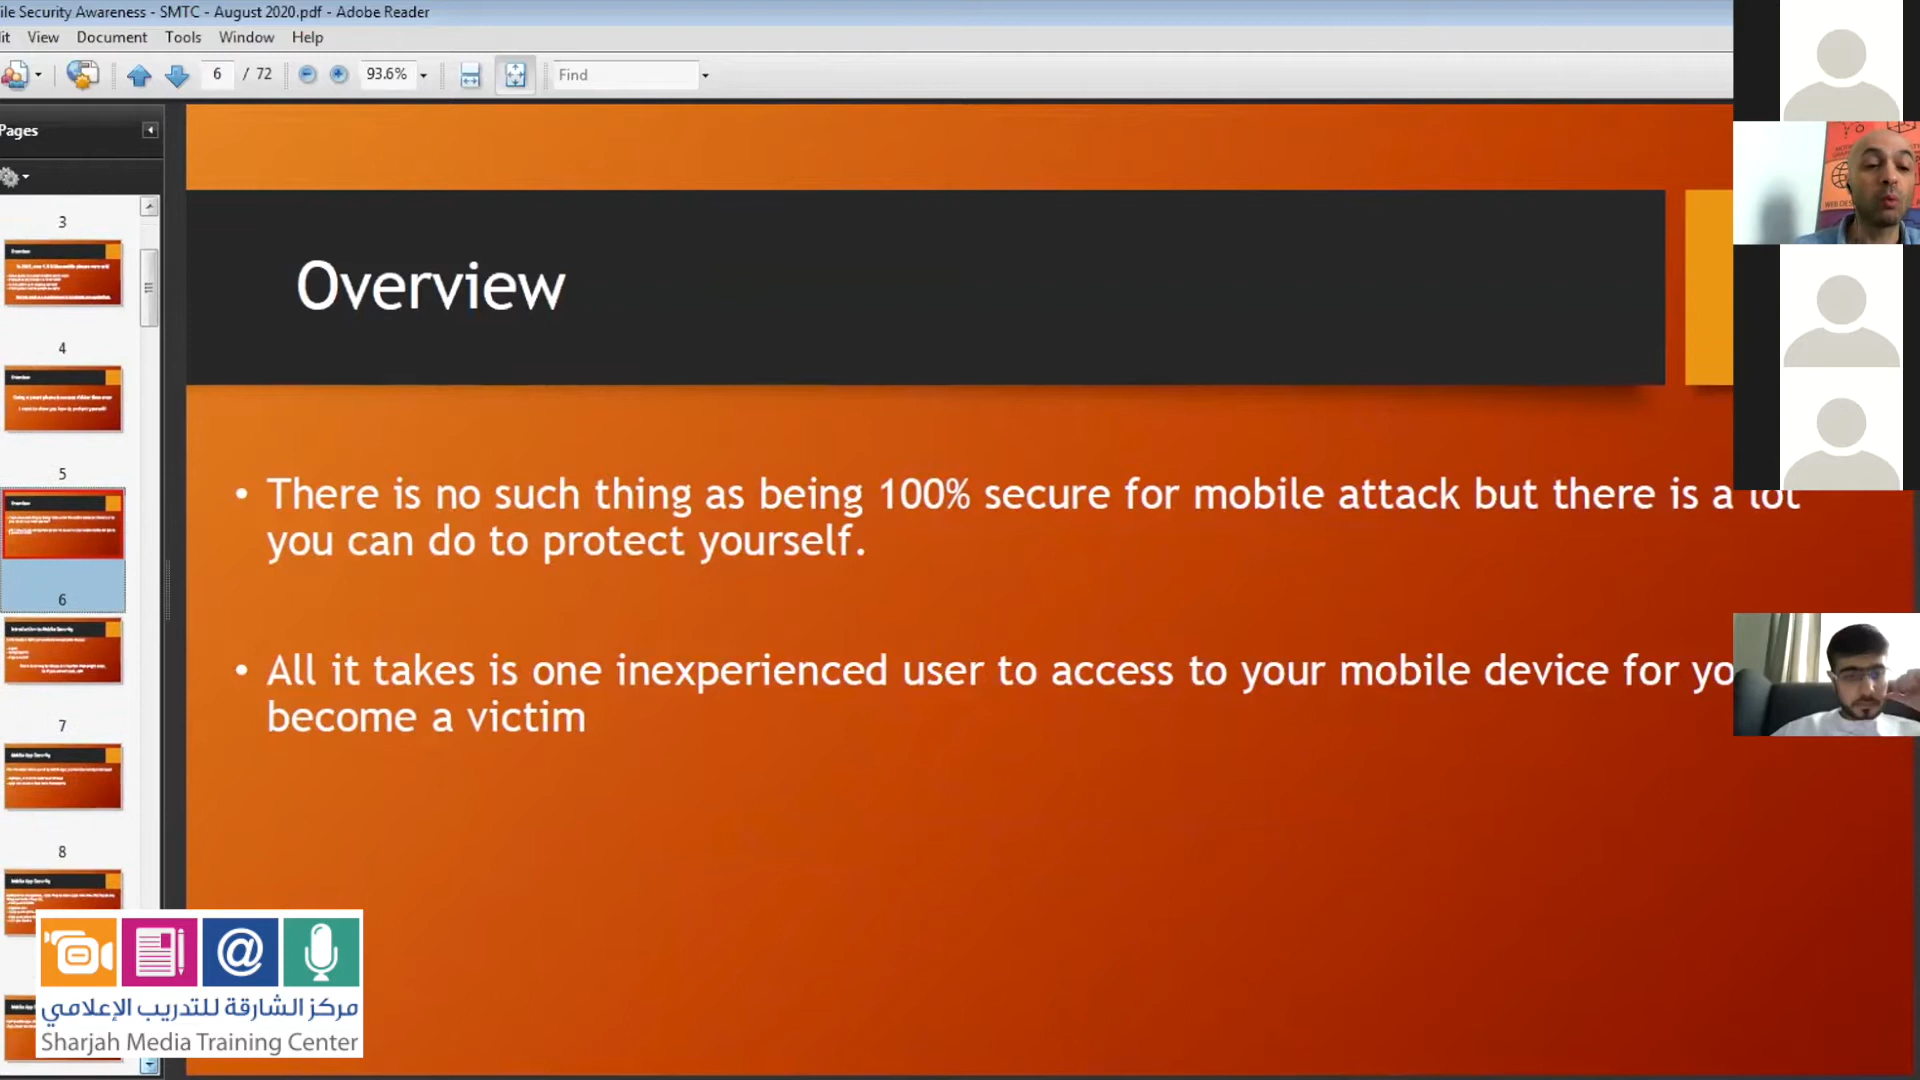 ile Security Awareness - SMTC - August 2020.pdf - Adobe Reader
it View Document Tools Window Help
6 / 72 93.6% Find
Pages
3
4
5
6
7
8
Overview
• There is no such thing as being 100% secure for mobile attack but there is a lot
you can do to protect yourself.
• All it takes is one inexperienced user to access to your mobile device for yo
become a victim
مركز الشارقة للتدريب الإعلامي
Sharjah Media Training Center